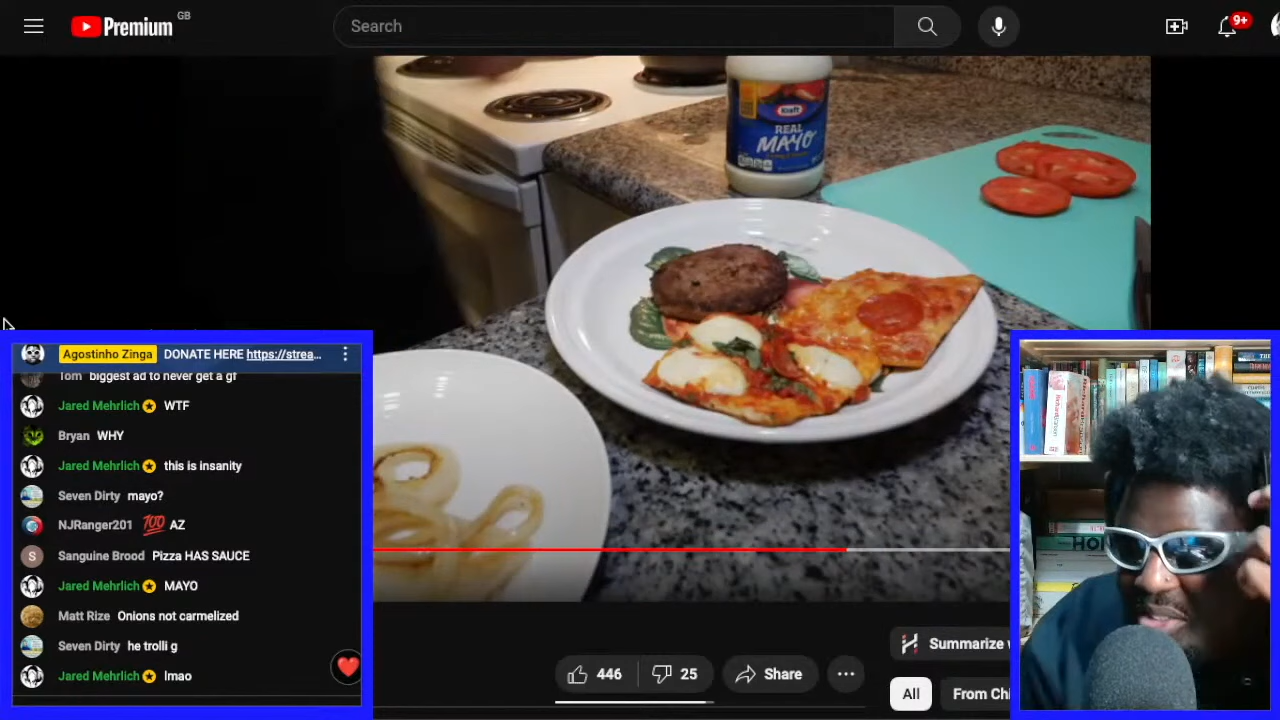 Premium GB
Search
9+
Kraft
REAL
MAYO
Agostinho Zinga DONATE HERE https://strea...
Tom biggest ad to never get a gf
Jared Mehrlich WTF
Bryan WHY
Jared Mehrlich this is insanity
Seven Dirty mayo?
NJRanger201 💯 AZ
S Sanguine Brood Pizza HAS SAUCE
Jared Mehrlich MAYO
Matt Rize Onions not carmelized
Seven Dirty he trolli g
Jared Mehrlich lmao
446
25
Share
Summarize
All
From Chi